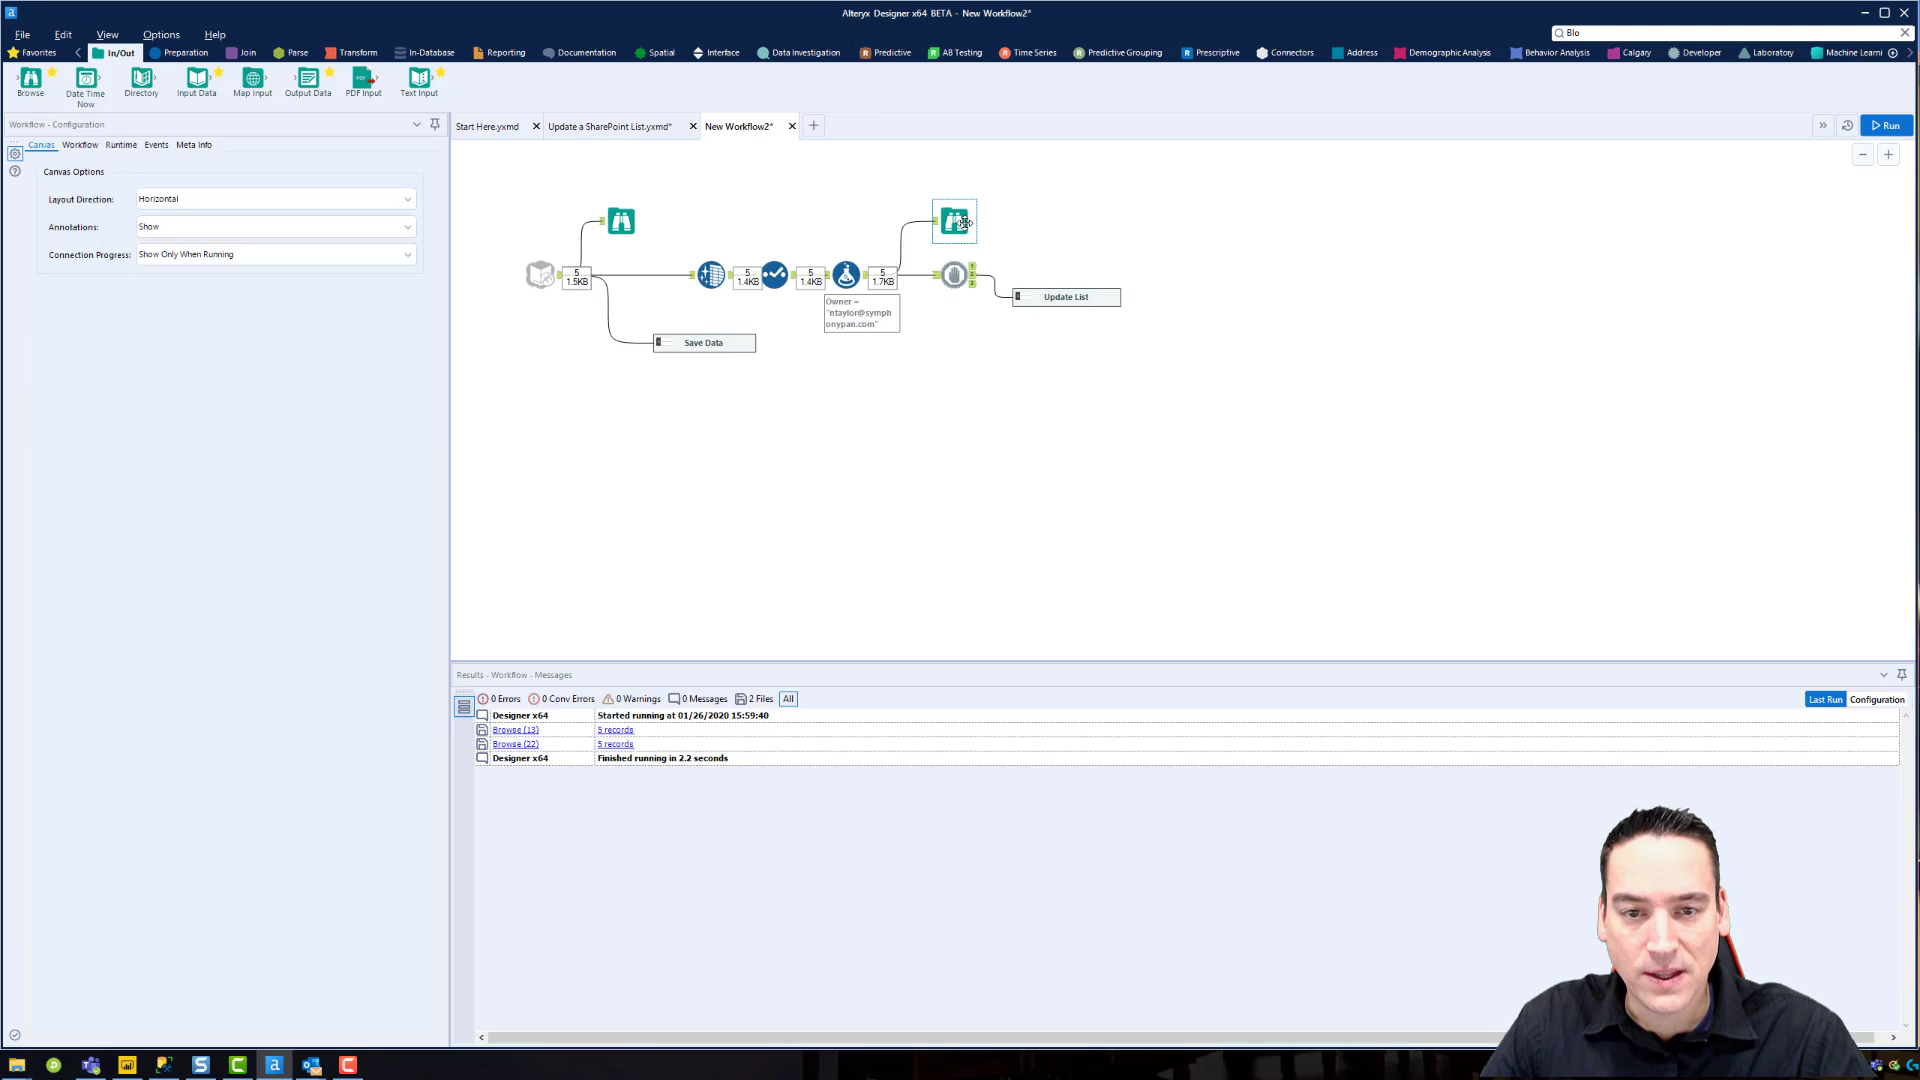 Alteryx Designer x64 BETA - New Workflow2*
File Edit View Options Help
Blo
Favorites In/Out Preparation Join Parse Transform In-Database Reporting Documentation Spatial Interface Data Investigation Predictive AB Testing Time Series Predictive Grouping Prescriptive Connectors Address Demographic Analysis Behavior Analysis Calgary Developer Laboratory Machine Learni
Browse Date Time Now Directory Input Data Map Input Output Data PDF Input Text Input
Workflow - Configuration
Start Here.yxmd Update a SharePoint List.yxmd* New Workflow2*
Run
Canvas Workflow Runtime Events Meta Info
Canvas Options
Layout Direction: Horizontal
Annotations: Show
Connection Progress: Show Only When Running
5
1.5KB
5
1.4KB
5
1.4KB
5
1.7KB
Update List
Owner =
"ntaylor@symph
onypan.com"
Save Data
Results - Workflow - Messages
0 Errors 0 Conv Errors 0 Warnings 0 Messages 2 Files All
Last Run Configuration
Designer x64 Started running at 01/26/2020 15:59:40
Browse (13) 5 records
Browse (22) 5 records
Designer x64 Finished running in 2.2 seconds